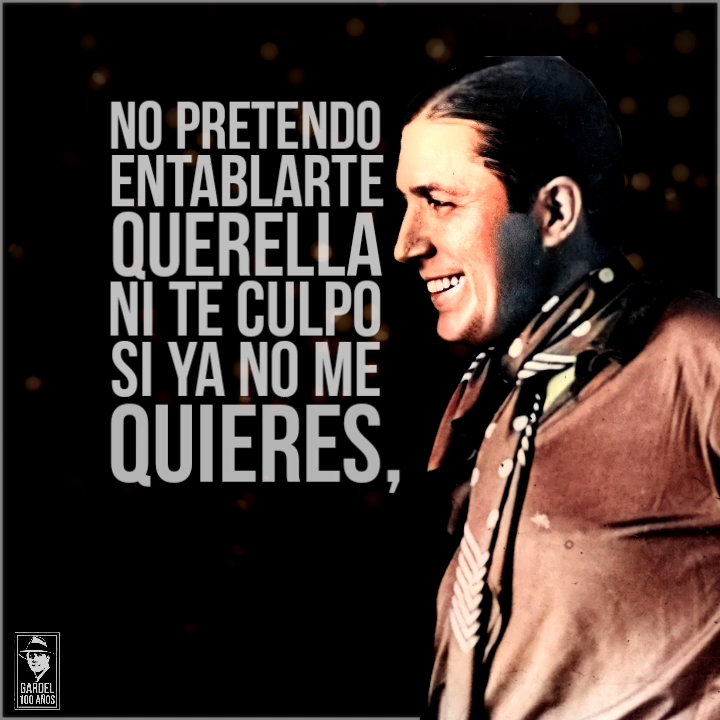 NO PRETENDO
ENTABLARTE
QUERELLA
NI TE CULPO
SI YA NO ME
QUIERES,
GARDEL
100 AÑOS